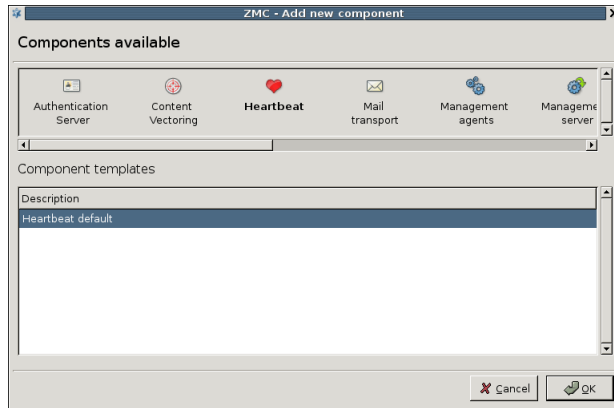 ZMC - Add new component
Components available
Authentication Server
Content Vectoring
Heartbeat
Mail transport
Management agents
Manageme server
Component templates
Description
Heartbeat default
Cancel
OK